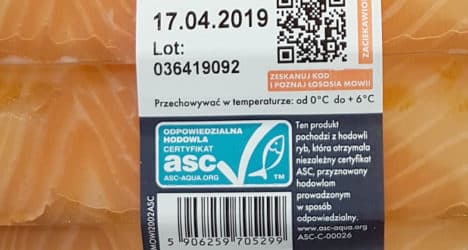 17.04.2019
Lot:
036419092
ZESKANUJ KOD
I POZNAJ ŁOSOSIA MOWI!
Przechowywać w temperaturze: od 0°C do + 6°C
ODPOWIEDZIALNA
HODOWLA
CERTYFIKAT
asc
ASC-AQUA.ORG
TM
Ten produkt
pochodzi z hodowli
ryb, która otrzymała
niezależny certyfikat
ASC, przyznawany
hodowlom
prowadzonym
w sposób
odpowiedzialny.
www.asc-aqua.org
ASC-C-00026
MOWI2002ASC
5 906259 705299